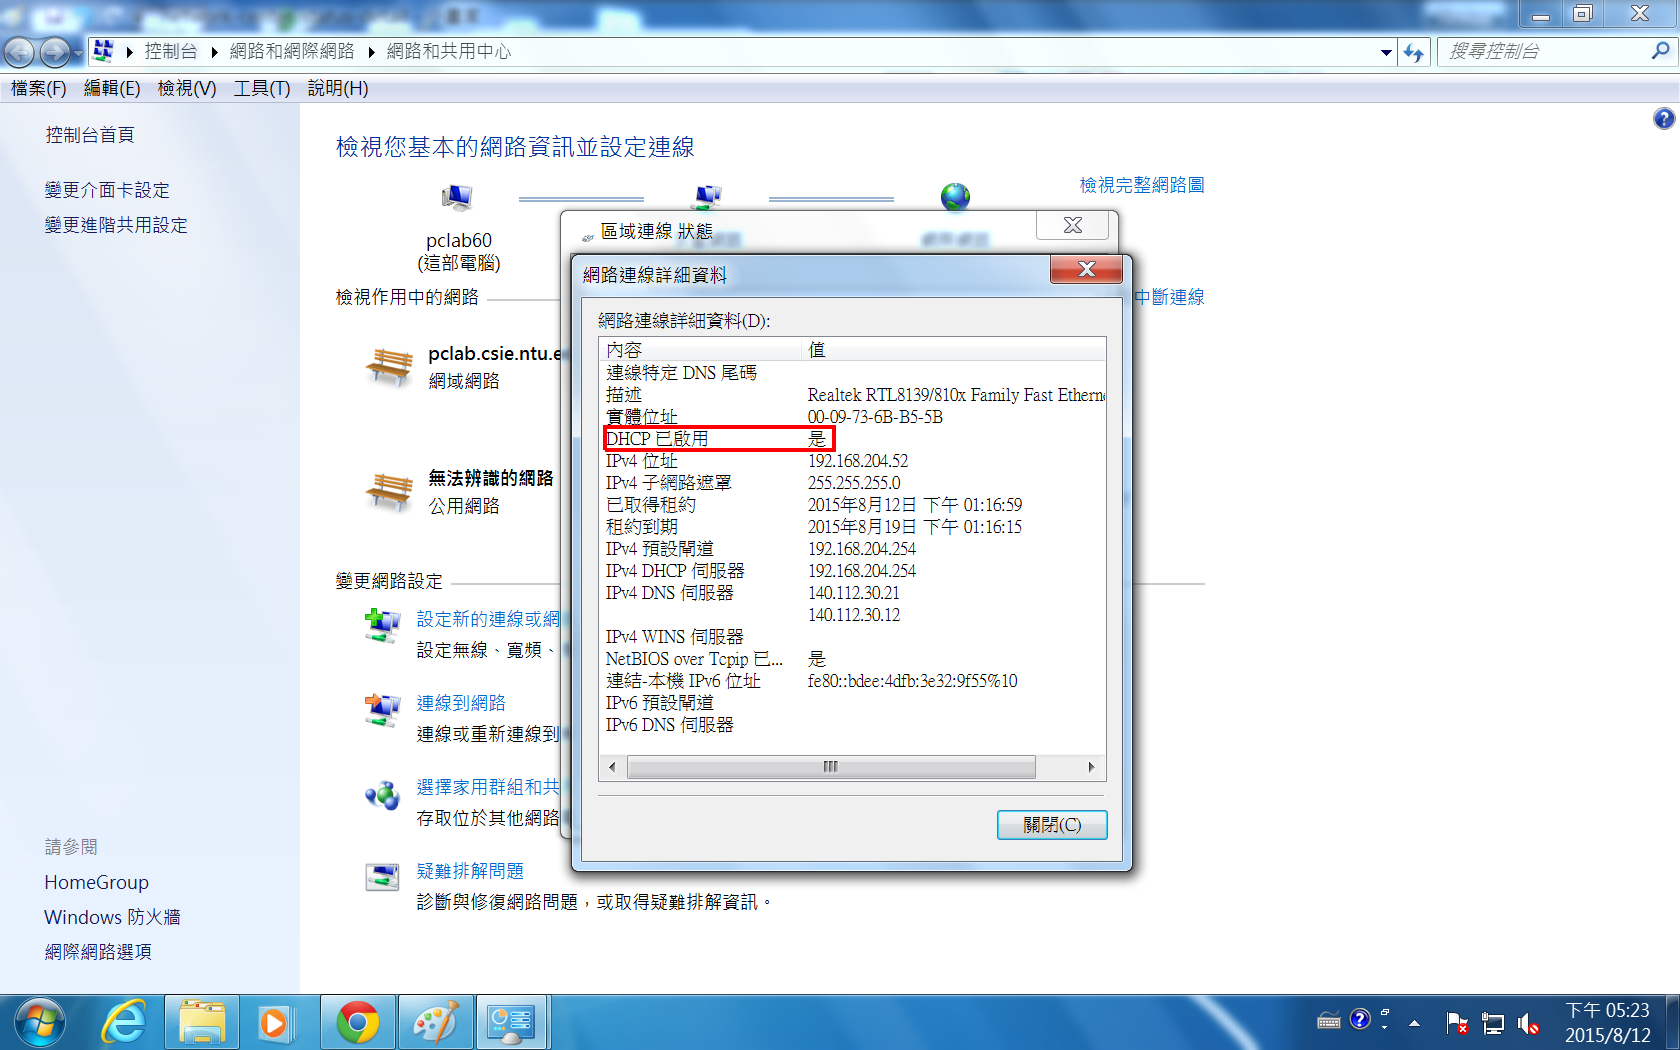 控制台 網路和網際網路 網路和共用中心
搜尋控制台
檔案(F) 編輯(E) 檢視(V) 工具(T) 說明(H)
控制台首頁
變更介面卡設定
變更進階共用設定
請參閱
HomeGroup
Windows 防火牆
網際網路選項
檢視您基本的網路資訊並設定連線
檢視完整網路圖
pclab60
(這部電腦)
檢視作用中的網路
中斷連線
pclab.csie.ntu.e
網域網路
無法辨識的網路
公用網路
變更網路設定
設定新的連線或網
設定無線、寬頻、
連線到網路
連線或重新連線到
選擇家用群組和共
存取位於其他網路
疑難排解問題
診斷與修復網路問題，或取得疑難排解資訊。
區域連線 狀態
網路連線詳細資料
網路連線詳細資料(D):
內容 值
連線特定 DNS 尾碼
描述 Realtek RTL8139/810x Family Fast Etherne
實體位址 00-09-73-6B-B5-5B
DHCP 已啟用 是
IPv4 位址 192.168.204.52
IPv4 子網路遮罩 255.255.255.0
已取得租約 2015年8月12日 下午 01:16:59
租約到期 2015年8月19日 下午 01:16:15
IPv4 預設閘道 192.168.204.254
IPv4 DHCP 伺服器 192.168.204.254
IPv4 DNS 伺服器 140.112.30.21
140.112.30.12
IPv4 WINS 伺服器
NetBIOS over Tcpip 已... 是
連結-本機 IPv6 位址 fe80::bdee:4dfb:3e32:9f55%10
IPv6 預設閘道
IPv6 DNS 伺服器
關閉(C)
下午 05:23
2015/8/12